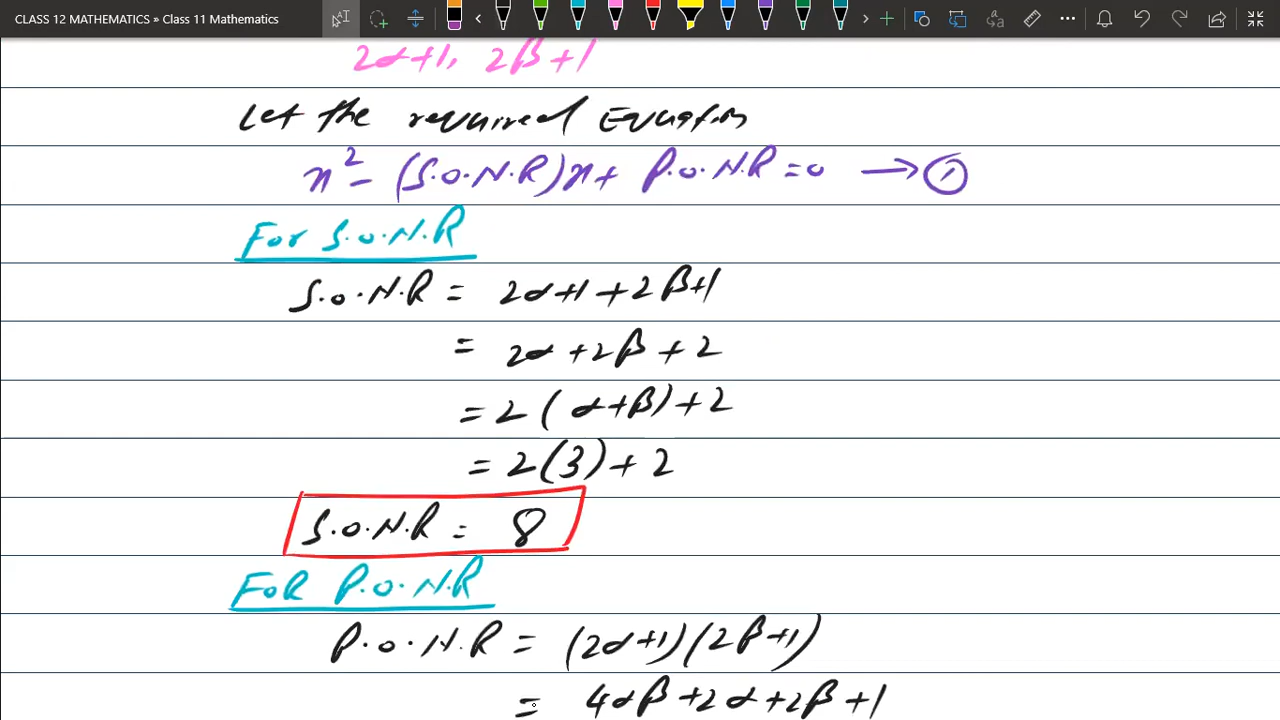 CLASS 12 MATHEMATICS » Class 11 Mathematics
2α+1, 2β+1
Let the required Equation
x² - (S.O.N.R)x + P.O.N.R = 0 → ①
For S.O.N.R
S.O.N.R = 2α+1+2β+1
= 2α+2β+2
= 2(α+β)+2
= 2(3)+2
S.O.N.R = 8
FOR P.O.N.R
P.O.N.R = (2α+1)(2β+1)
= 4αβ+2α+2β+1